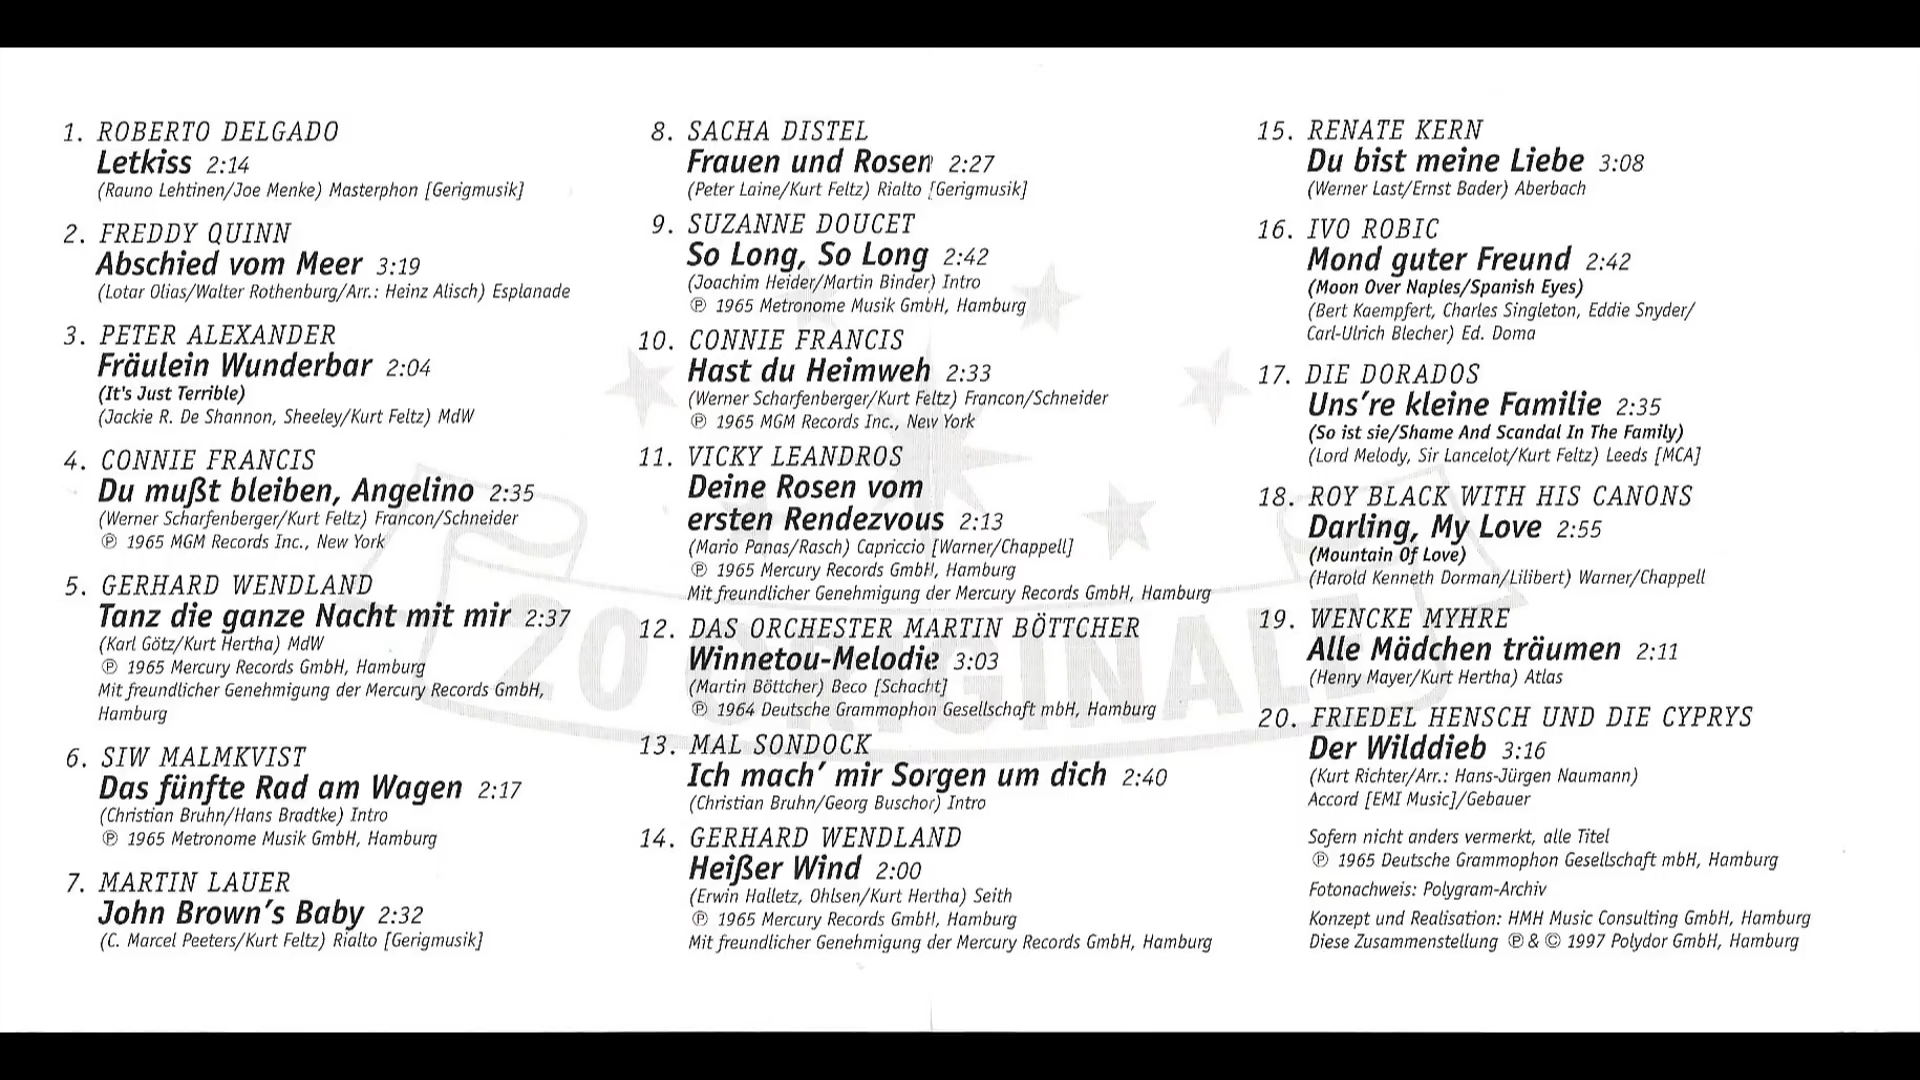 1. ROBERTO DELGADO
Letkiss 2:14
(Rauno Lehtinen/Joe Menke) Masterphon [Gerigmusik]
2. FREDDY QUINN
Abschied vom Meer 3:19
(Lotar Olias/Walter Rothenburg/Arr.: Heinz Alisch) Esplanade
3. PETER ALEXANDER
Fräulein Wunderbar 2:04
(It's Just Terrible)
(Jackie R. De Shannon, Sheeley/Kurt Feltz) MdW
4. CONNIE FRANCIS
Du mußt bleiben, Angelino 2:35
(Werner Scharfenberger/Kurt Feltz) Francon/Schneider
℗ 1965 MGM Records Inc., New York
5. GERHARD WENDLAND
Tanz die ganze Nacht mit mir 2:37
(Karl Götz/Kurt Hertha) MdW
℗ 1965 Mercury Records GmbH, Hamburg
Mit freundlicher Genehmigung der Mercury Records GmbH,
Hamburg
6. SIW MALMKVIST
Das fünfte Rad am Wagen 2:17
(Christian Bruhn/Hans Bradtke) Intro
℗ 1965 Metronome Musik GmbH, Hamburg
7. MARTIN LAUER
John Brown's Baby 2:32
(C. Marcel Peeters/Kurt Feltz) Rialto [Gerigmusik]
8. SACHA DISTEL
Frauen und Rosen 2:27
(Peter Laine/Kurt Feltz) Rialto [Gerigmusik]
9. SUZANNE DOUCET
So Long, So Long 2:42
(Joachim Heider/Martin Binder) Intro
℗ 1965 Metronome Musik GmbH, Hamburg
10. CONNIE FRANCIS
Hast du Heimweh 2:33
(Werner Scharfenberger/Kurt Feltz) Francon/Schneider
℗ 1965 MGM Records Inc., New York
11. VICKY LEANDROS
Deine Rosen vom
ersten Rendezvous 2:13
(Mario Panas/Rasch) Capriccio [Warner/Chappell]
℗ 1965 Mercury Records GmbH, Hamburg
Mit freundlicher Genehmigung der Mercury Records GmbH, Hamburg
12. DAS ORCHESTER MARTIN BÖTTCHER
Winnetou-Melodie 3:03
(Martin Böttcher) Beco [Schacht]
℗ 1964 Deutsche Grammophon Gesellschaft mbH, Hamburg
13. MAL SONDOCK
Ich mach' mir Sorgen um dich 2:40
(Christian Bruhn/Georg Buschor) Intro
14. GERHARD WENDLAND
Heißer Wind 2:00
(Erwin Halletz, Ohlsen/Kurt Hertha) Seith
℗ 1965 Mercury Records GmbH, Hamburg
Mit freundlicher Genehmigung der Mercury Records GmbH, Hamburg
15. RENATE KERN
Du bist meine Liebe 3:08
(Werner Last/Ernst Bader) Aberbach
16. IVO ROBIC
Mond guter Freund 2:42
(Moon Over Naples/Spanish Eyes)
(Bert Kaempfert, Charles Singleton, Eddie Snyder/
Carl-Ulrich Blecher) Ed. Doma
17. DIE DORADOS
Uns're kleine Familie 2:35
(So ist sie/Shame And Scandal In The Family)
(Lord Melody, Sir Lancelot/Kurt Feltz) Leeds [MCA]
18. ROY BLACK WITH HIS CANONS
Darling, My Love 2:55
(Mountain Of Love)
(Harold Kenneth Dorman/Lilibert) Warner/Chappell
19. WENCKE MYHRE
Alle Mädchen träumen 2:11
(Henry Mayer/Kurt Hertha) Atlas
20. FRIEDEL HENSCH UND DIE CYPRYS
Der Wilddieb 3:16
(Kurt Richter/Arr.: Hans-Jürgen Naumann)
Accord [EMI Music]/Gebauer
Sofern nicht anders vermerkt, alle Titel
℗ 1965 Deutsche Grammophon Gesellschaft mbH, Hamburg
Fotonachweis: Polygram-Archiv
Konzept und Realisation: HMH Music Consulting GmbH, Hamburg
Diese Zusammenstellung ℗ & © 1997 Polydor GmbH, Hamburg
20 ORIGINALE